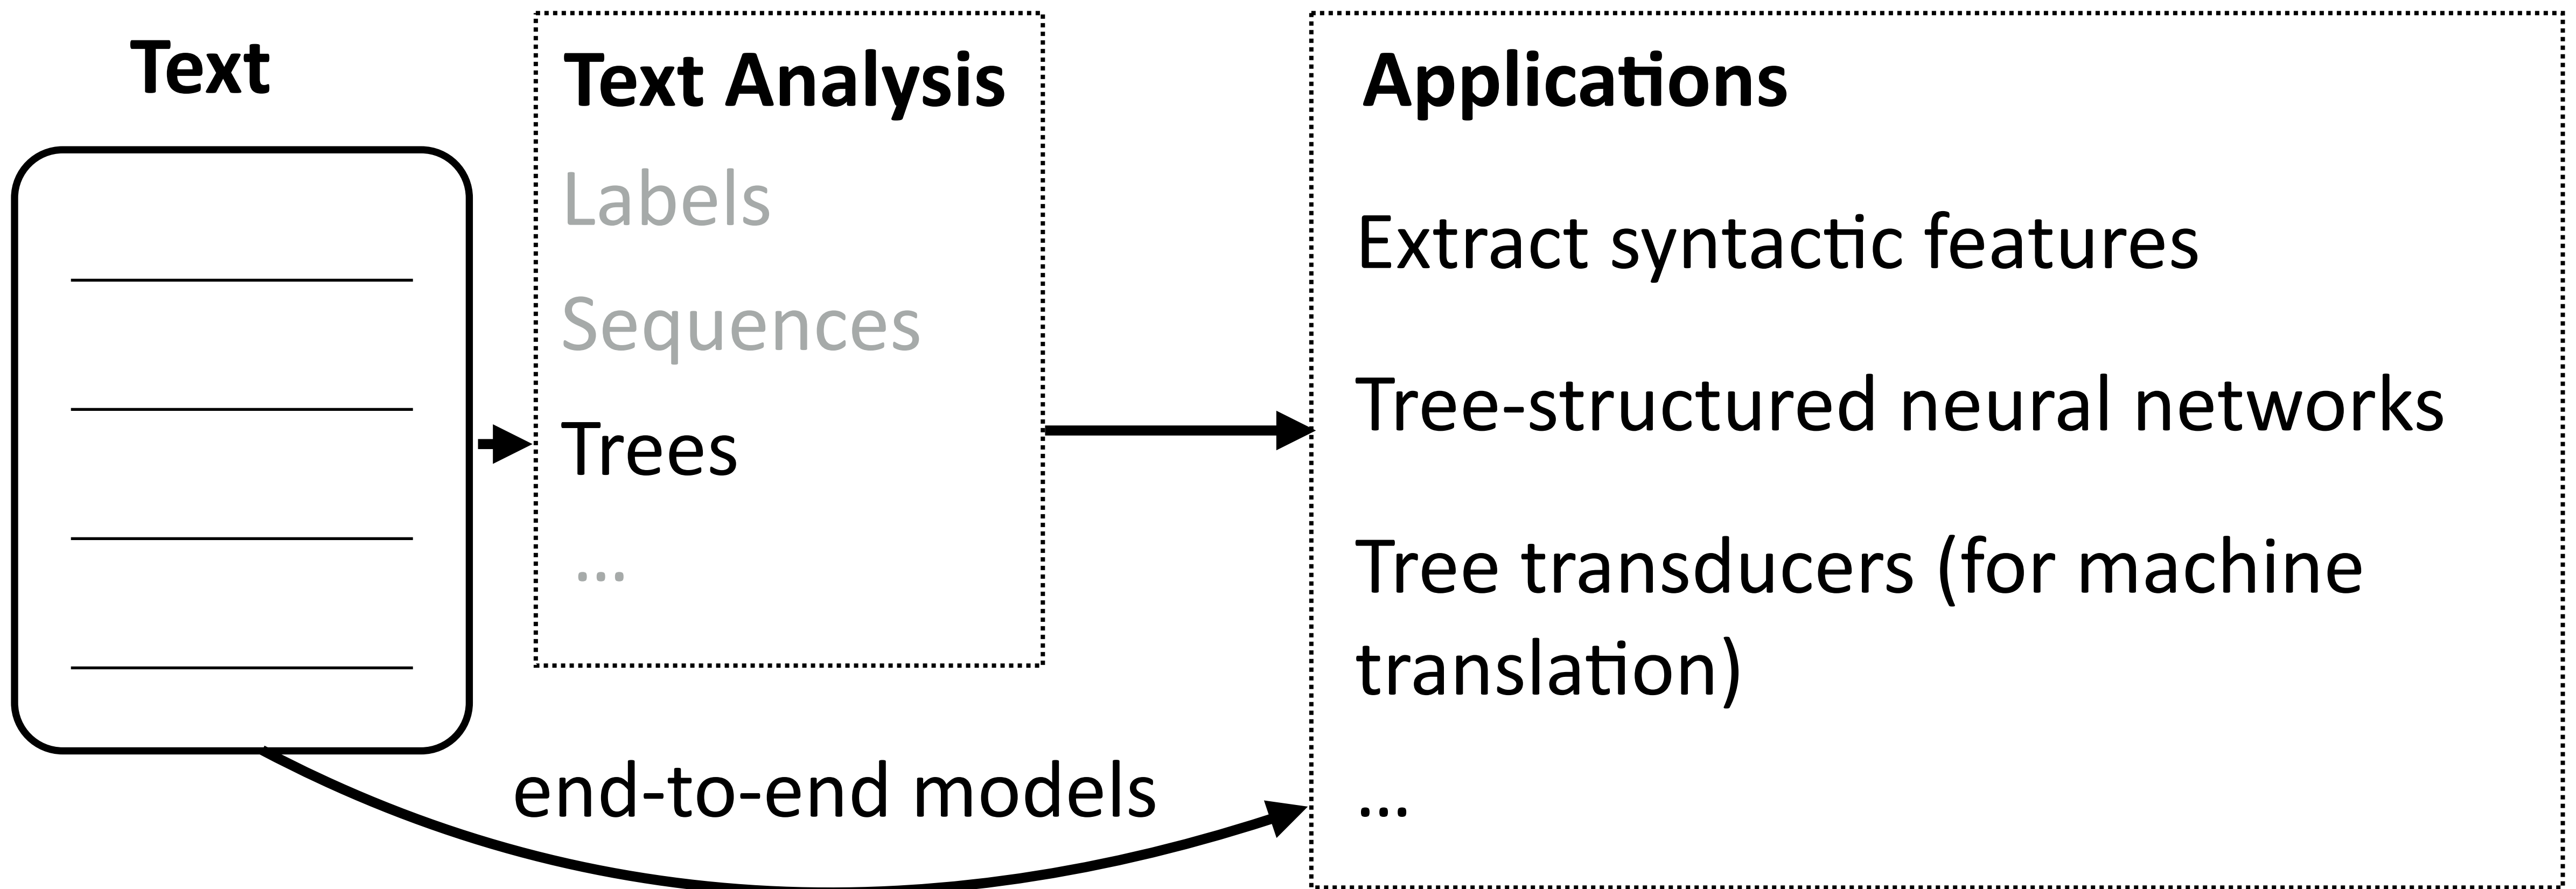 Text
Text Analysis
Labels
Sequences
Trees
...
Applications
Extract syntactic features
Tree-structured neural networks
Tree transducers (for machine
translation)
...
end-to-end models